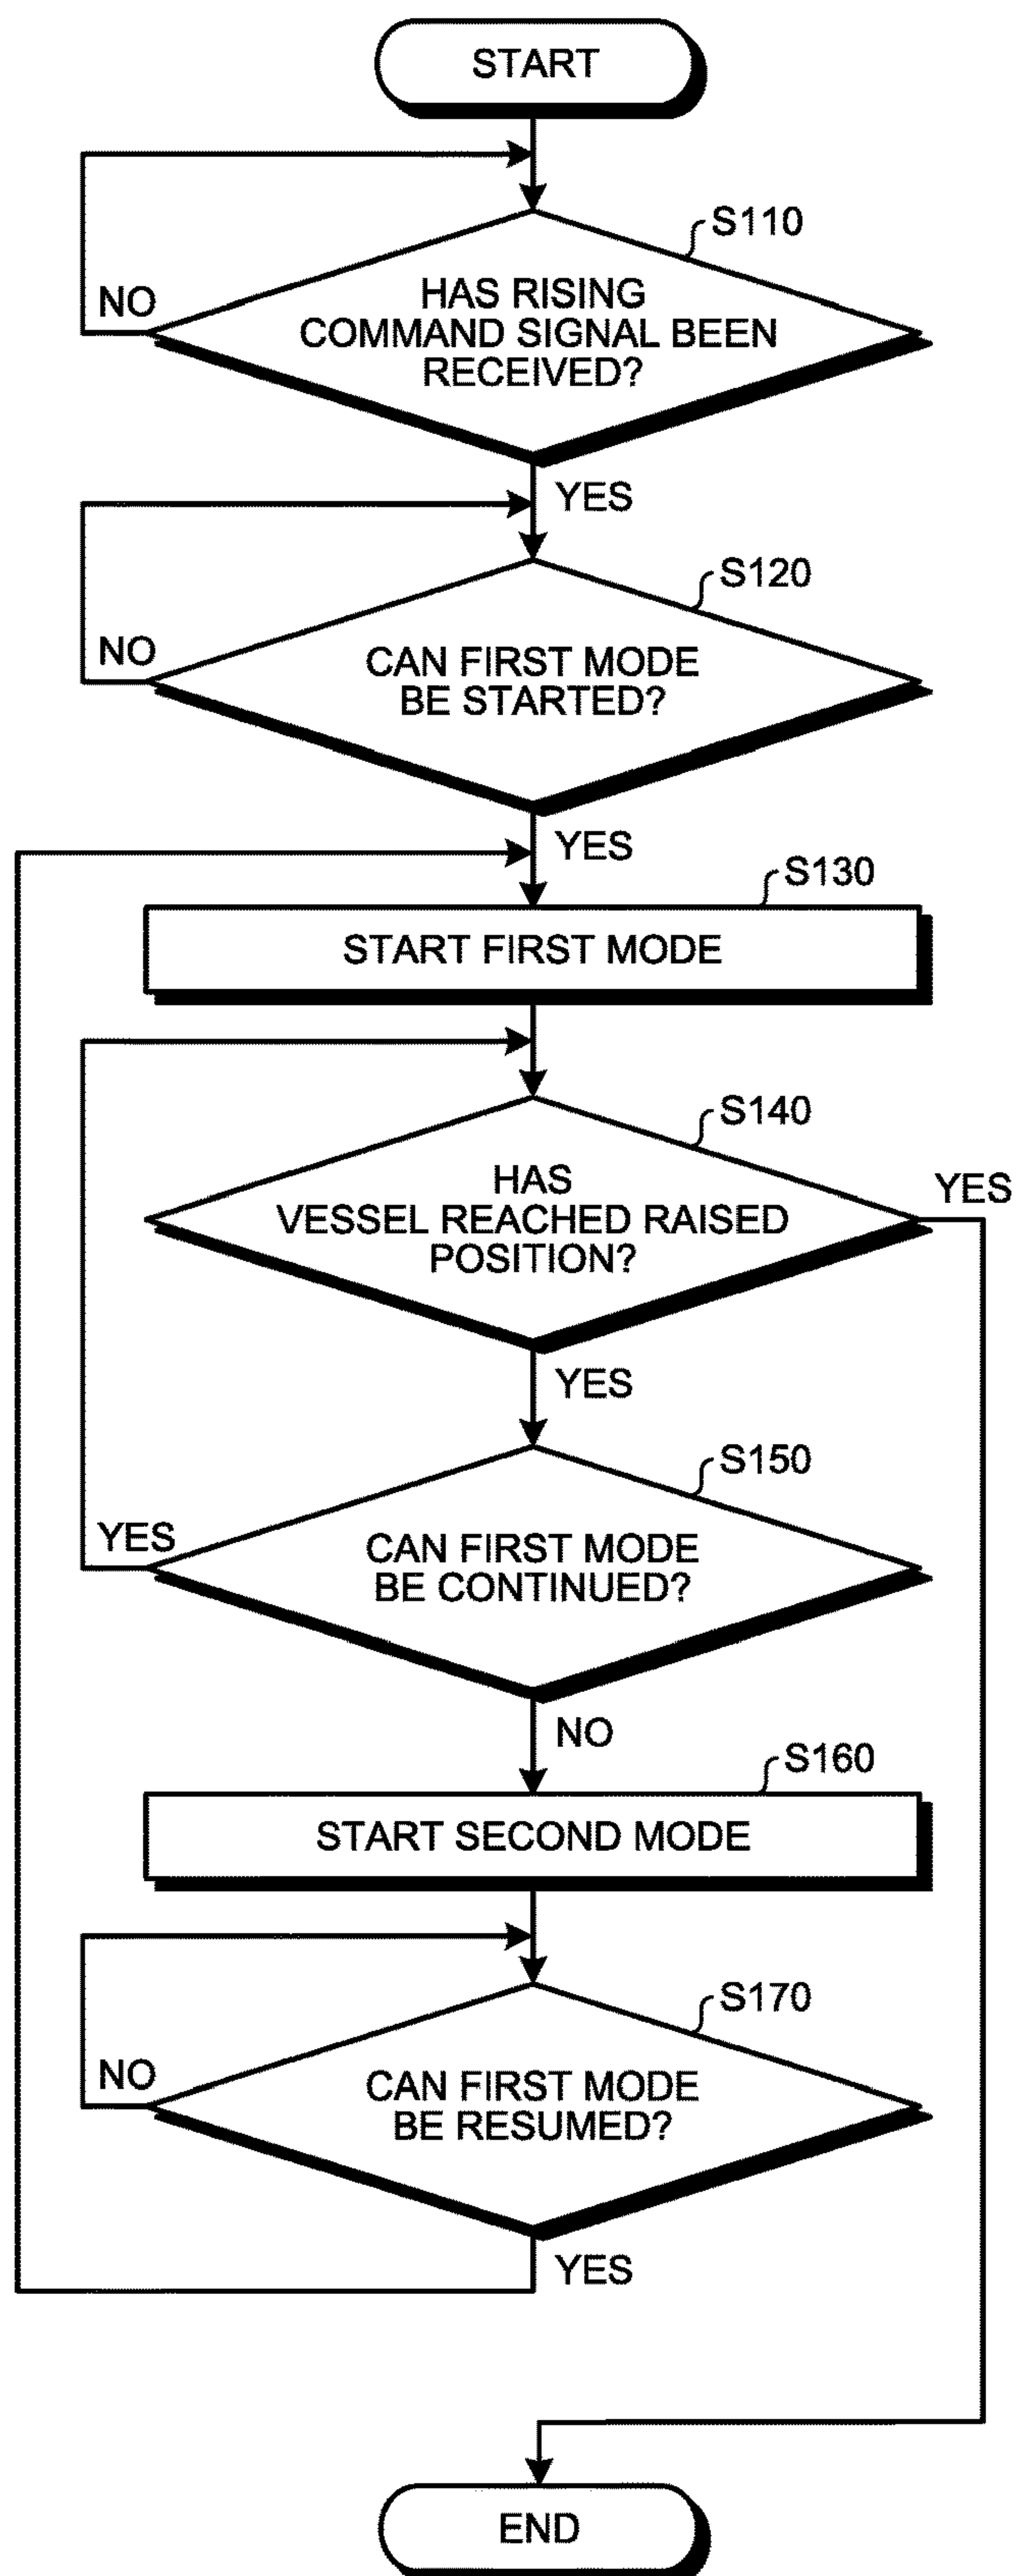 START
S110
NO
HAS RISING
COMMAND SIGNAL BEEN
RECEIVED?
YES
S120
NO
CAN FIRST MODE
BE STARTED?
YES
S130
START FIRST MODE
S140
YES
HAS
VESSEL REACHED RAISED
POSITION?
YES
S150
YES
CAN FIRST MODE
BE CONTINUED?
NO
S160
START SECOND MODE
S170
NO
CAN FIRST MODE
BE RESUMED?
YES
END